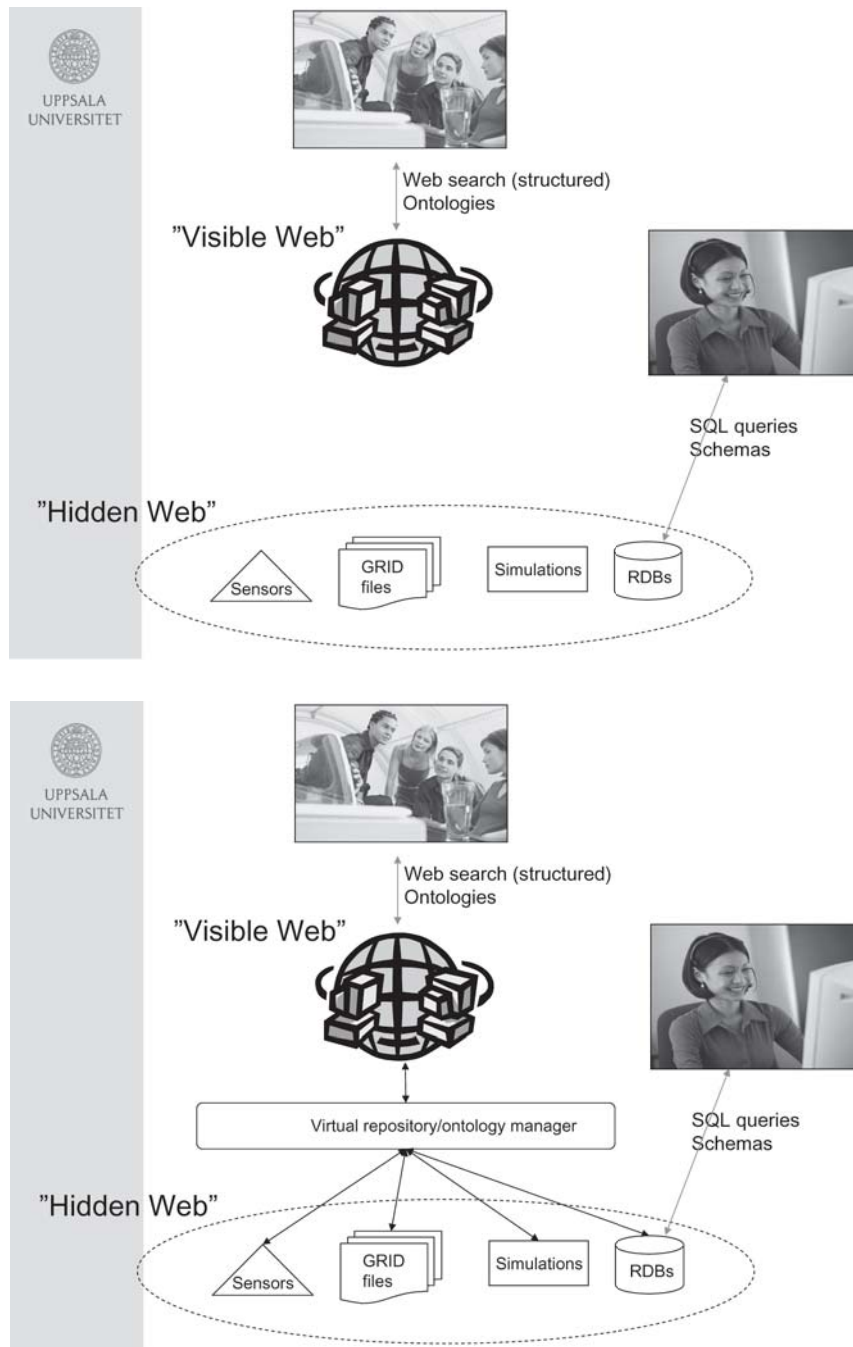 UPPSALA
UNIVERSITET
Web search (structured)
Ontologies
”Visible Web”
SQL queries
Schemas
”Hidden Web”
Sensors
GRID
files
Simulations
RDBs
UPPSALA
UNIVERSITET
Web search (structured)
Ontologies
”Visible Web”
Virtual repository/ontology manager
SQL queries
Schemas
”Hidden Web”
Sensors
GRID
files
Simulations
RDBs